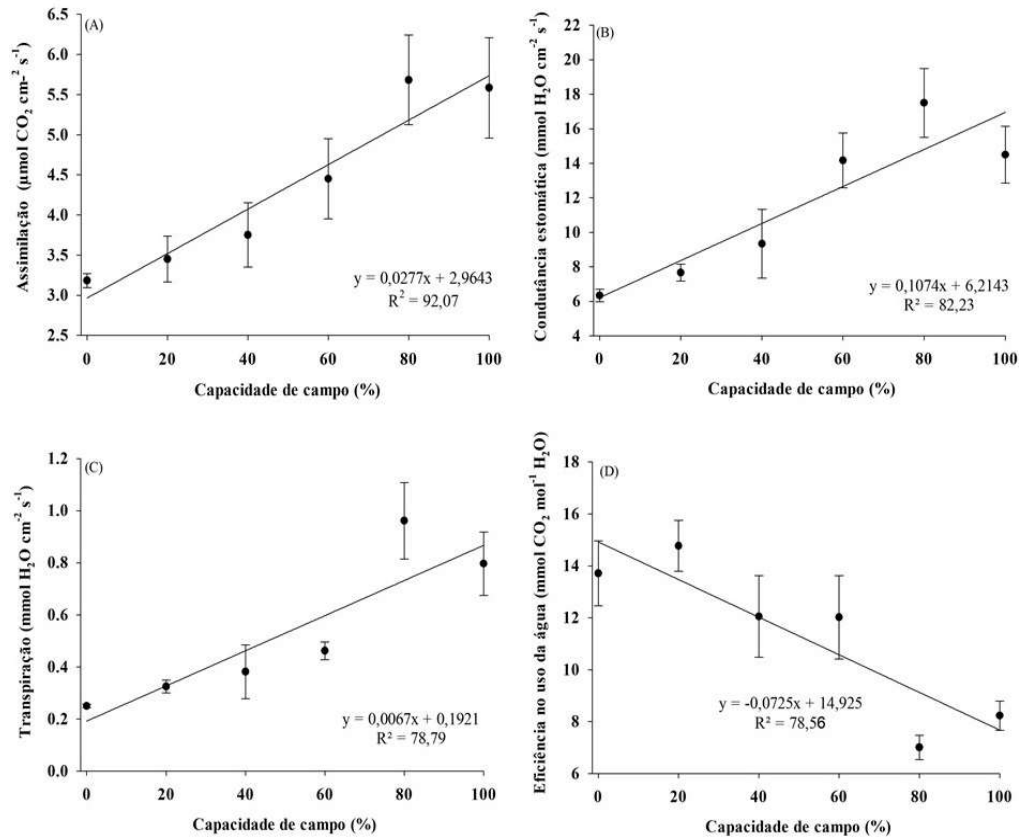 (A)
Assimilação (µmol CO₂ cm-² s⁻¹)
6.5
6.0
5.5
5.0
4.5
4.0
3.5
3.0
2.5
y = 0,0277x + 2,9643
R² = 92,07
0 20 40 60 80 100
Capacidade de campo (%)
(B)
Condutância estomática (mmol H₂O cm⁻² s⁻¹)
22
20
18
16
14
12
10
8
6
4
y = 0,1074x + 6,2143
R² = 82,23
0 20 40 60 80 100
Capacidade de campo (%)
(C)
Transpiração (mmol H₂O cm⁻² s⁻¹)
1.2
1.0
0.8
0.6
0.4
0.2
0.0
y = 0,0067x + 0,1921
R² = 78,79
0 20 40 60 80 100
Capacidade de campo (%)
(D)
Eficiência no uso da água (mmol CO₂ mol⁻¹ H₂O)
18
16
14
12
10
8
6
y = -0,0725x + 14,925
R² = 78,56
0 20 40 60 80 100
Capacidade de campo (%)